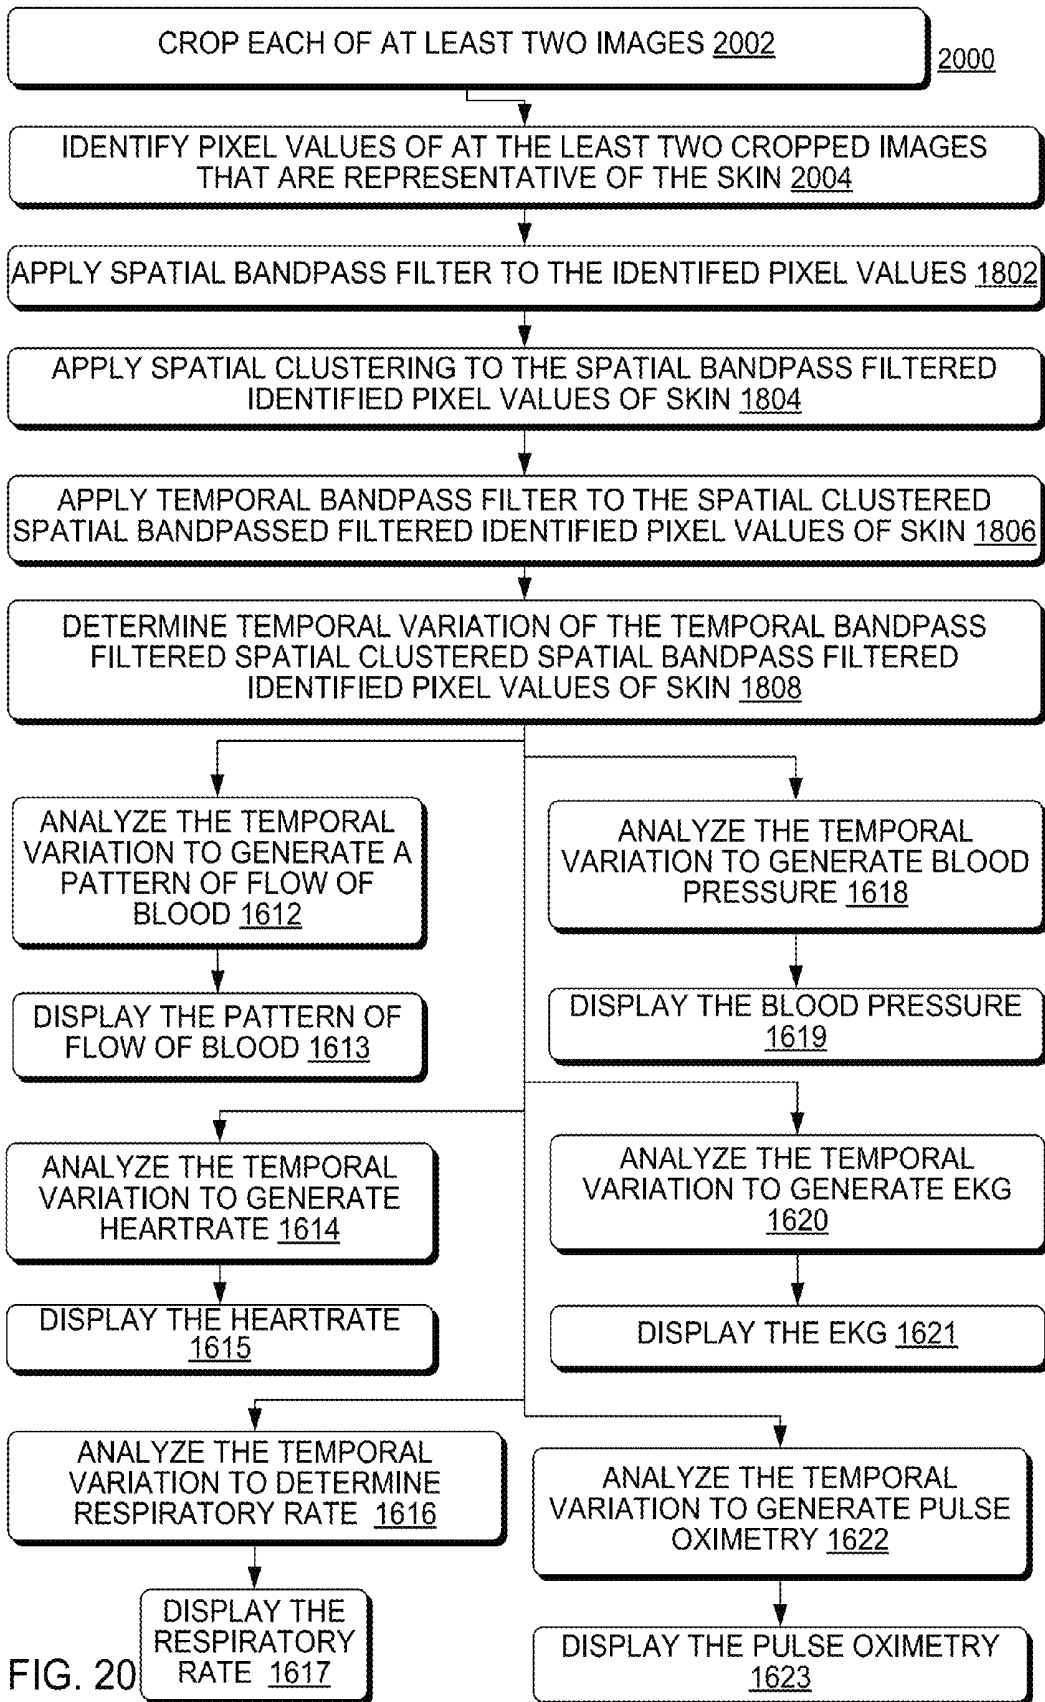 CROP EACH OF AT LEAST TWO IMAGES 2002
2000
IDENTIFY PIXEL VALUES OF AT THE LEAST TWO CROPPED IMAGES
THAT ARE REPRESENTATIVE OF THE SKIN 2004
APPLY SPATIAL BANDPASS FILTER TO THE IDENTIFED PIXEL VALUES 1802
APPLY SPATIAL CLUSTERING TO THE SPATIAL BANDPASS FILTERED
IDENTIFIED PIXEL VALUES OF SKIN 1804
APPLY TEMPORAL BANDPASS FILTER TO THE SPATIAL CLUSTERED
SPATIAL BANDPASSED FILTERED IDENTIFIED PIXEL VALUES OF SKIN 1806
DETERMINE TEMPORAL VARIATION OF THE TEMPORAL BANDPASS
FILTERED SPATIAL CLUSTERED SPATIAL BANDPASS FILTERED
IDENTIFIED PIXEL VALUES OF SKIN 1808
ANALYZE THE TEMPORAL
VARIATION TO GENERATE A
PATTERN OF FLOW OF
BLOOD 1612
ANALYZE THE TEMPORAL
VARIATION TO GENERATE BLOOD
PRESSURE 1618
DISPLAY THE PATTERN OF
FLOW OF BLOOD 1613
DISPLAY THE BLOOD PRESSURE
1619
ANALYZE THE TEMPORAL
VARIATION TO GENERATE
HEARTRATE 1614
ANALYZE THE TEMPORAL
VARIATION TO GENERATE EKG
1620
DISPLAY THE HEARTRATE
1615
DISPLAY THE EKG 1621
ANALYZE THE TEMPORAL
VARIATION TO DETERMINE
RESPIRATORY RATE 1616
ANALYZE THE TEMPORAL
VARIATION TO GENERATE PULSE
OXIMETRY 1622
DISPLAY THE
RESPIRATORY
RATE 1617
DISPLAY THE PULSE OXIMETRY
1623
FIG. 20